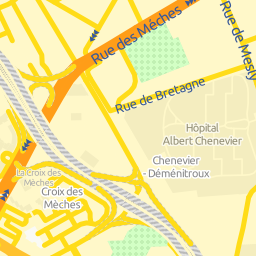 Rue des Mèches
Rue de Mesly
Rue de Bretagne
Hôpital
Albert Chenevier
Chenevier
- Déménitroux
La Croix des
Mèches
Croix des
Mèches